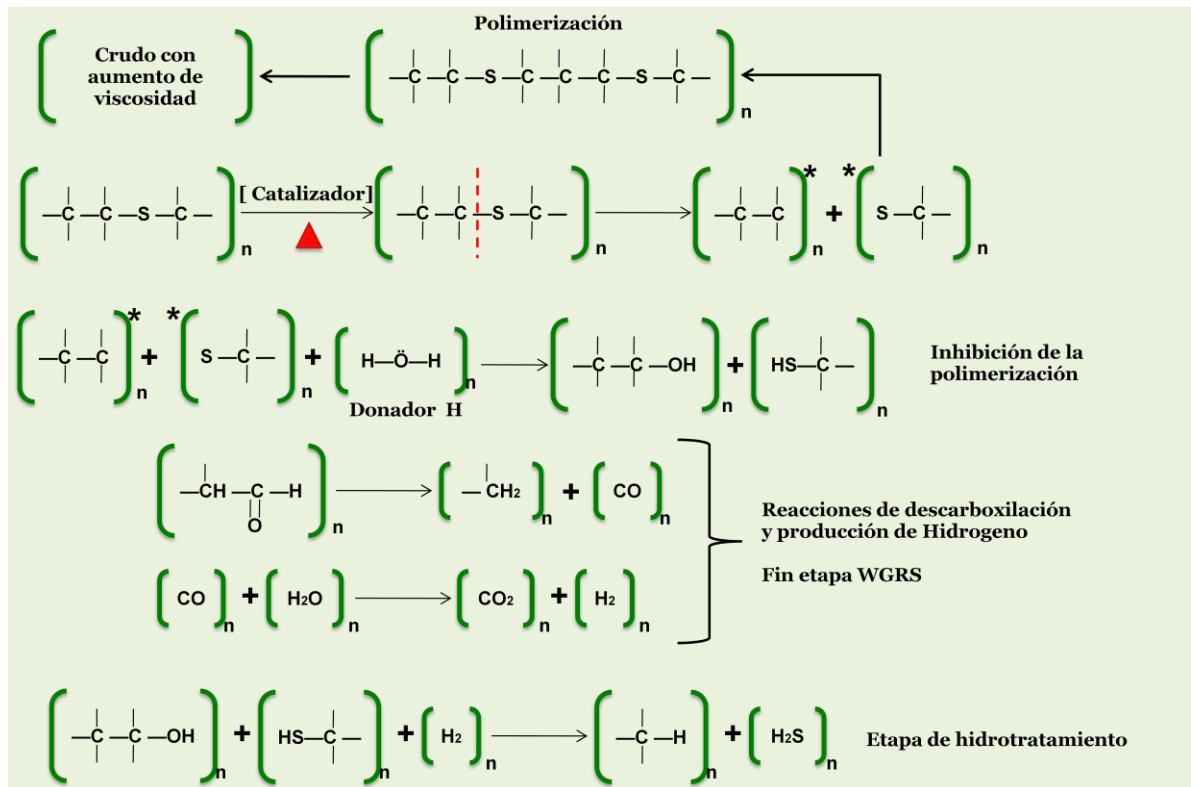 Polimerización
Crudo con
aumento de
viscosidad
—C—C—S—C—C—C—S—C—
n
—C—C—S—C—
n
[ Catalizador]
—C—C—S—C—
n
—C—C
*
n
+
*
S—C—
n
—C—C
*
n
+
*
S—C—
n
+
H—Ö—H
n
Donador H
—C—C—OH
n
+
HS—C—
n
Inhibición de la
polimerización
—CH—C—H
O
n
—CH2
n
+
CO
n
Reacciones de descarboxilación
y producción de Hidrogeno
Fin etapa WGRS
CO
n
+
H2O
n
CO2
n
+
H2
n
—C—C—OH
n
+
HS—C—
n
+
H2
n
—C—H
n
+
H2S
n
Etapa de hidrotratamiento